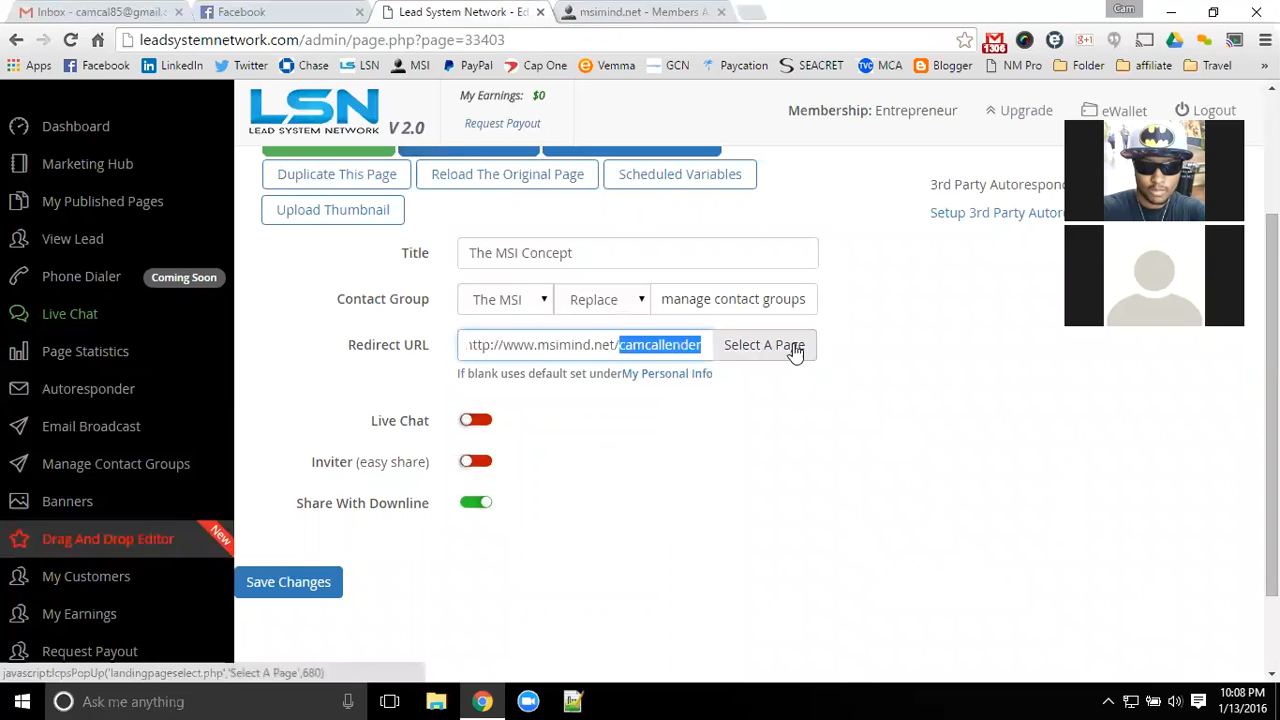 Inbox - camcal85@gmail.c
Facebook
Lead System Network - Ed
msimind.net - Members A
Cam
leadsystemnetwork.com/admin/page.php?page=33403
1306
Apps Facebook LinkedIn Twitter Chase LSN MSI PayPal Cap One Vemma GCN Paycation SEACRET MCA Blogger NM Pro Folder affiliate Travel
LSN
LEAD SYSTEM NETWORK
V 2.0
My Earnings: $0
Request Payout
Membership: Entrepreneur
Upgrade
eWallet
Logout
Dashboard
Marketing Hub
My Published Pages
View Lead
Phone Dialer Coming Soon
Live Chat
Page Statistics
Autoresponder
Email Broadcast
Manage Contact Groups
Banners
Drag And Drop Editor New
My Customers
My Earnings
Request Payout
Duplicate This Page
Reload The Original Page
Scheduled Variables
Upload Thumbnail
3rd Party Autorespond
Setup 3rd Party Autor
Title The MSI Concept
Contact Group The MSI Replace manage contact groups
Redirect URL http://www.msimind.net/camcallender Select A Page
If blank uses default set underMy Personal Info
Live Chat
Inviter (easy share)
Share With Downline
Save Changes
javascript:lcpsPopUp('landingpageselect.php','Select A Page',680)
Ask me anything
10:08 PM
1/13/2016